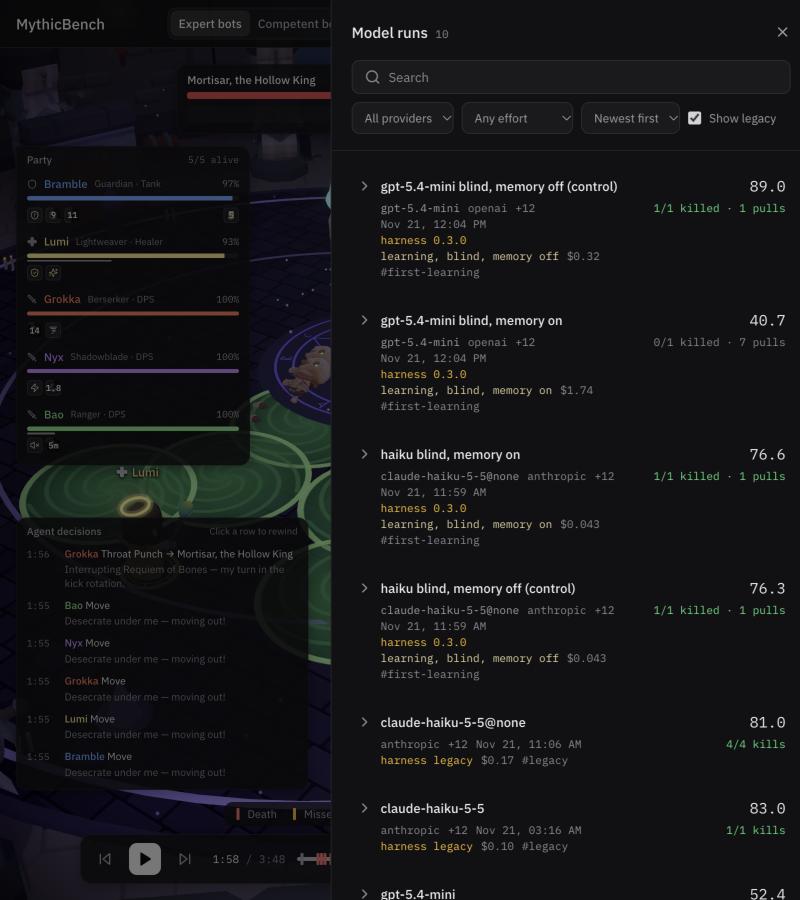 MythicBench
Expert bots
Competent bo
Mortisar, the Hollow King
Party
5/5 alive
Bramble Guardian · Tank 97%
9 11
Lumi Lightweaver · Healer 93%
Grokka Berserker · DPS 100%
14
Nyx Shadowblade · DPS 100%
1.8
Bao Ranger · DPS 100%
5m
Lumi
Agent decisions
Click a row to rewind
1:56 Grokka Throat Punch → Mortisar, the Hollow King
Interrupting Requiem of Bones — my turn in the
kick rotation.
1:55 Bao Move
Desecrate under me — moving out!
1:55 Nyx Move
Desecrate under me — moving out!
1:55 Grokka Move
Desecrate under me — moving out!
1:55 Lumi Move
Desecrate under me — moving out!
1:55 Bramble Move
Desecrate under me — moving out!
Death
Misse
1:58 / 3:48
Model runs 10
Search
All providers
Any effort
Newest first
Show legacy
gpt-5.4-mini blind, memory off (control) 89.0
gpt-5.4-mini openai +12 1/1 killed · 1 pulls
Nov 21, 12:04 PM
harness 0.3.0
learning, blind, memory off $0.32
#first-learning
gpt-5.4-mini blind, memory on 40.7
gpt-5.4-mini openai +12 0/1 killed · 7 pulls
Nov 21, 12:04 PM
harness 0.3.0
learning, blind, memory on $1.74
#first-learning
haiku blind, memory on 76.6
claude-haiku-5-5@none anthropic +12 1/1 killed · 1 pulls
Nov 21, 11:59 AM
harness 0.3.0
learning, blind, memory on $0.043
#first-learning
haiku blind, memory off (control) 76.3
claude-haiku-5-5@none anthropic +12 1/1 killed · 1 pulls
Nov 21, 11:59 AM
harness 0.3.0
learning, blind, memory off $0.043
#first-learning
claude-haiku-5-5@none 81.0
anthropic +12 Nov 21, 11:06 AM 4/4 kills
harness legacy $0.17 #legacy
claude-haiku-5-5 83.0
anthropic +12 Nov 21, 03:16 AM 1/1 kills
harness legacy $0.10 #legacy
gpt-5.4-mini 52.4